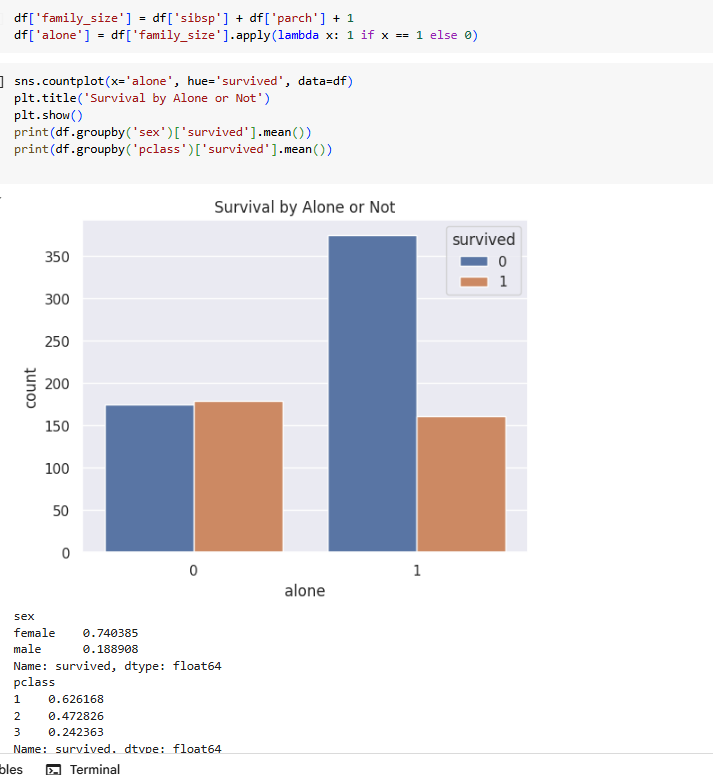 df['family_size'] = df['sibsp'] + df['parch'] + 1
df['alone'] = df['family_size'].apply(lambda x: 1 if x == 1 else 0)
] sns.countplot(x='alone', hue='survived', data=df)
plt.title('Survival by Alone or Not')
plt.show()
print(df.groupby('sex')['survived'].mean())
print(df.groupby('pclass')['survived'].mean())
Survival by Alone or Not
survived
0
1
350
300
250
200
150
100
50
0
count
0 1
alone
sex
female 0.740385
male 0.188908
Name: survived, dtype: float64
pclass
1 0.626168
2 0.472826
3 0.242363
Name: survived, dtype: float64
bles Terminal